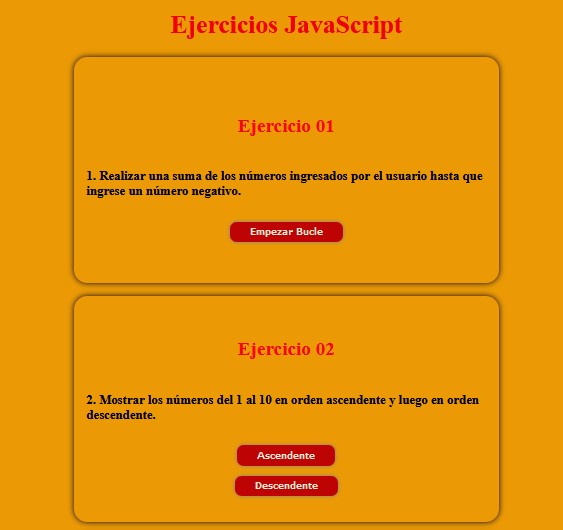 Ejercicios JavaScript
Ejercicio 01
1. Realizar una suma de los números ingresados por el usuario hasta que
ingrese un número negativo.
Empezar Bucle
Ejercicio 02
2. Mostrar los números del 1 al 10 en orden ascendente y luego en orden
descendente.
Ascendente
Descendente